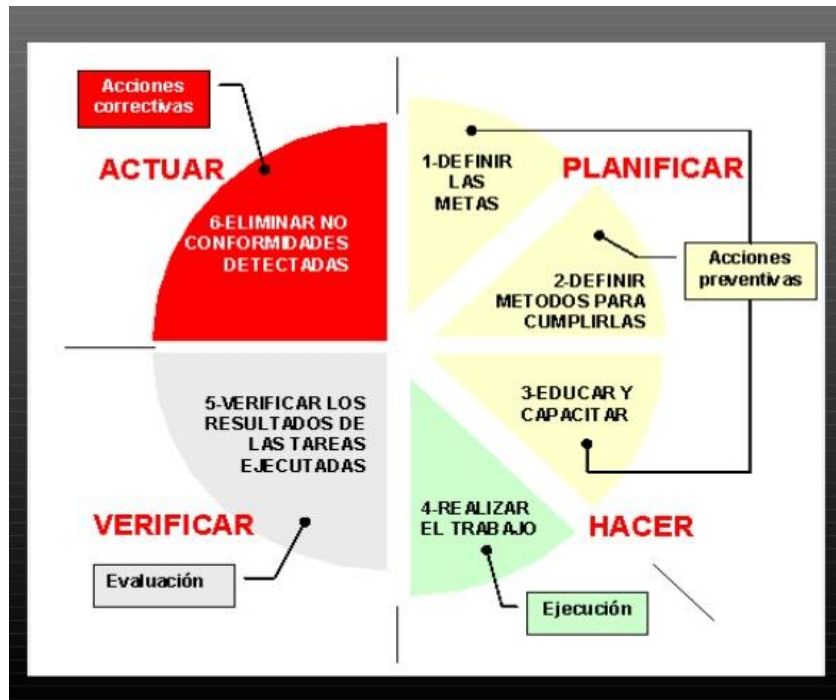 Acciones
correctivas
ACTUAR
6-ELIMINAR NO
CONFORMIDADES
DETECTADAS
1-DEFINIR
LAS
METAS
PLANIFICAR
Acciones
preventivas
2-DEFINIR
METODOS PARA
CUMPLIRLAS
3-EDUCAR Y
CAPACITAR
HACER
4-REALIZAR
EL TRABAJO
Ejecución
5-VERIFICAR LOS
RESULTADOS DE
LAS TAREAS
EJECUTADAS
VERIFICAR
Evaluación